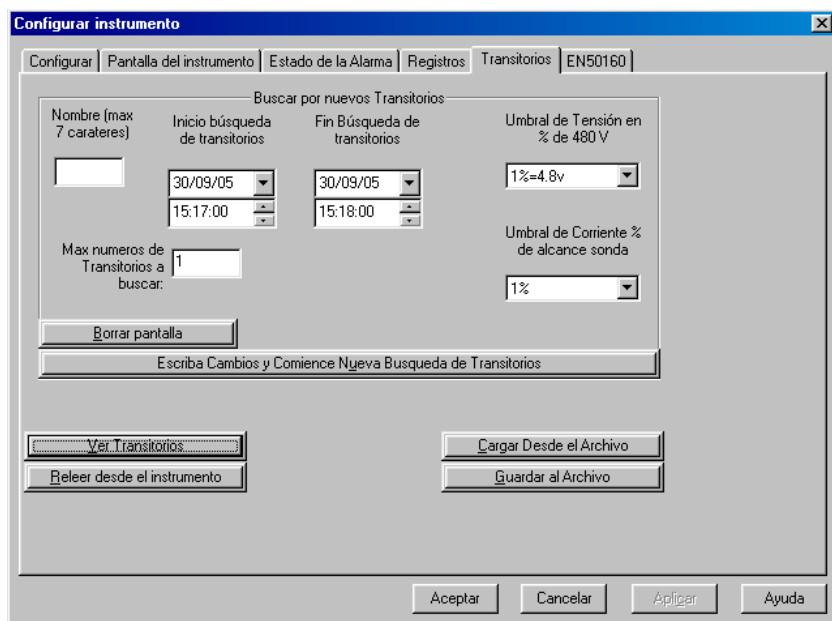 Configurar instrumento
Configurar
Pantalla del instrumento
Estado de la Alarma
Registros
Transitorios
EN50160
Buscar por nuevos Transitorios
Nombre (max
7 carateres)
Inicio búsqueda
de transitorios
Fin Búsqueda de
transitorios
Umbral de Tensión en
% de 480 V
30/09/05
30/09/05
1%=4.8v
15:17:00
15:18:00
Umbral de Corriente %
de alcance sonda
Max numeros de
Transitorios a
buscar:
1
1%
Borrar pantalla
Escriba Cambios y Comience Nueva Busqueda de Transitorios
Ver Transitorios
Cargar Desde el Archivo
Releer desde el instrumento
Guardar al Archivo
Aceptar
Cancelar
Aplicar
Ayuda